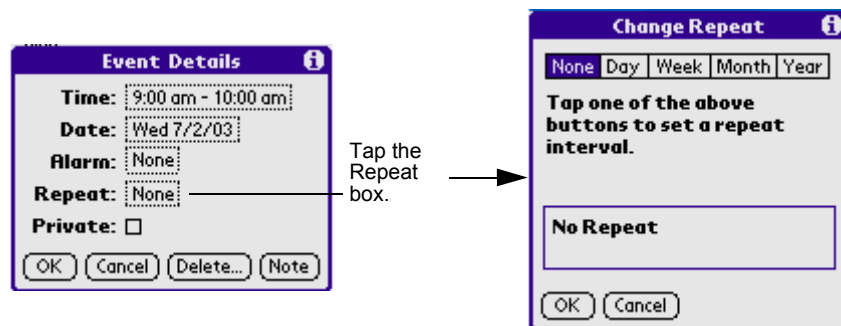 Event Details
Time: 9:00 am - 10:00 am
Date: Wed 7/2/03
Alarm: None
Repeat: None
Private:
OK Cancel Delete... Note
Tap the
Repeat
box.
Change Repeat
None Day Week Month Year
Tap one of the above
buttons to set a repeat
interval.
No Repeat
OK Cancel